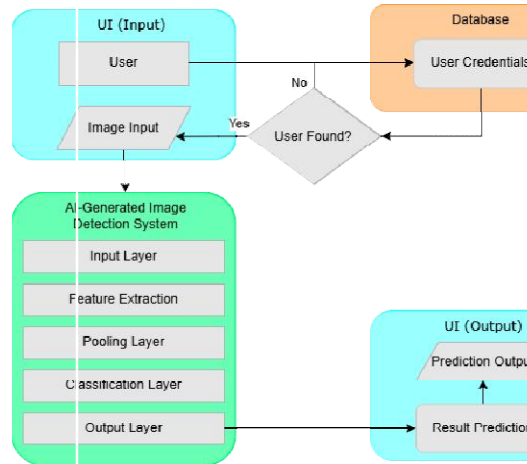 UI (Input)
Database
User
User Credentials
No
Image Input
Yes
User Found?
AI-Generated Image
Detection System
Input Layer
Feature Extraction
Pooling Layer
Classification Layer
Output Layer
UI (Output)
Prediction Outpu
Result Prediction